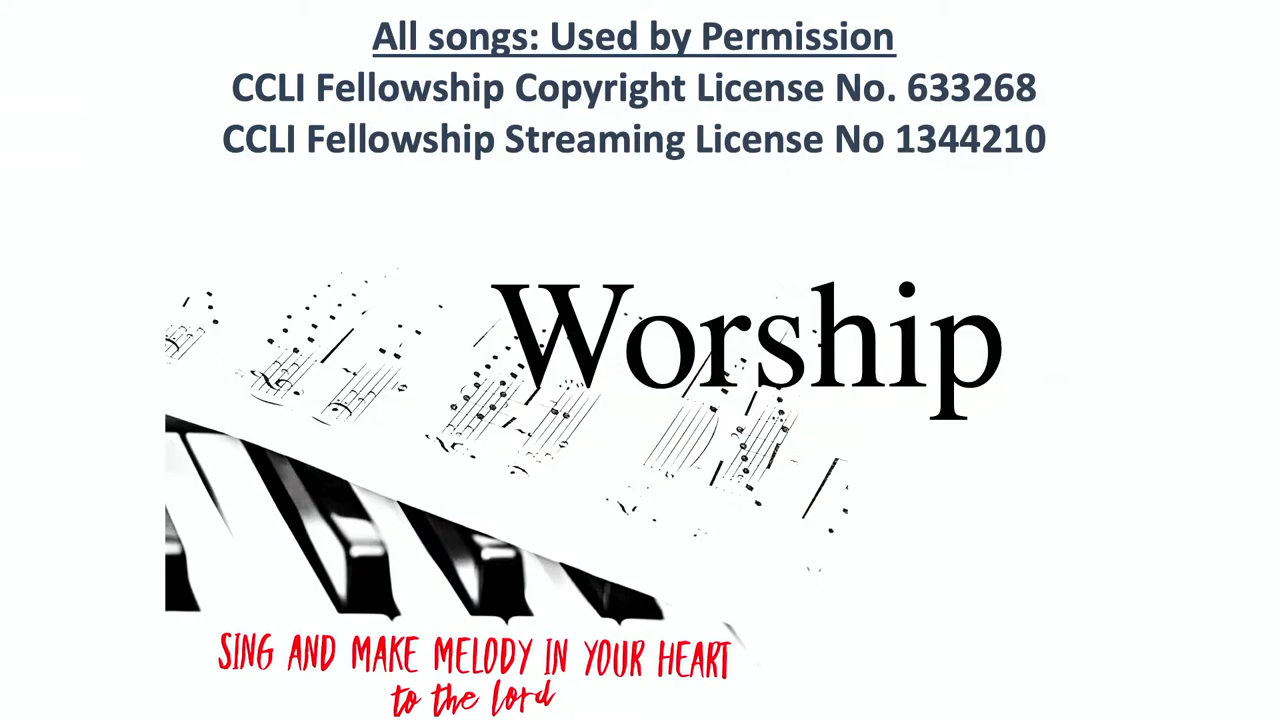 All songs: Used by Permission
CCLI Fellowship Copyright License No. 633268
CCLI Fellowship Streaming License No 1344210
Worship
SING AND MAKE MELODY IN YOUR HEART
to the lord